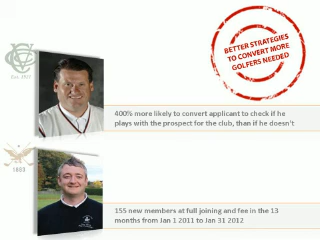 BETTER STRATEGIES
TO CONVERT MORE
GOLFERS NEEDED
Est. 1895
400% more likely to convert applicant to check if he
plays with the prospect for the club, than if he doesn't
1883
155 new members at full joining and fee in the 13
months from Jan 1 2011 to Jan 31 2012